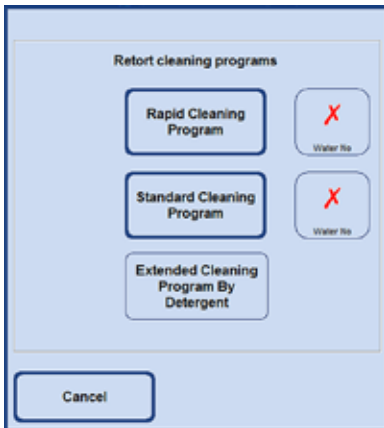 Retort cleaning programs
Rapid Cleaning
Program
Water No
Standard Cleaning
Program
Water No
Extended Cleaning
Program By
Detergent
Cancel